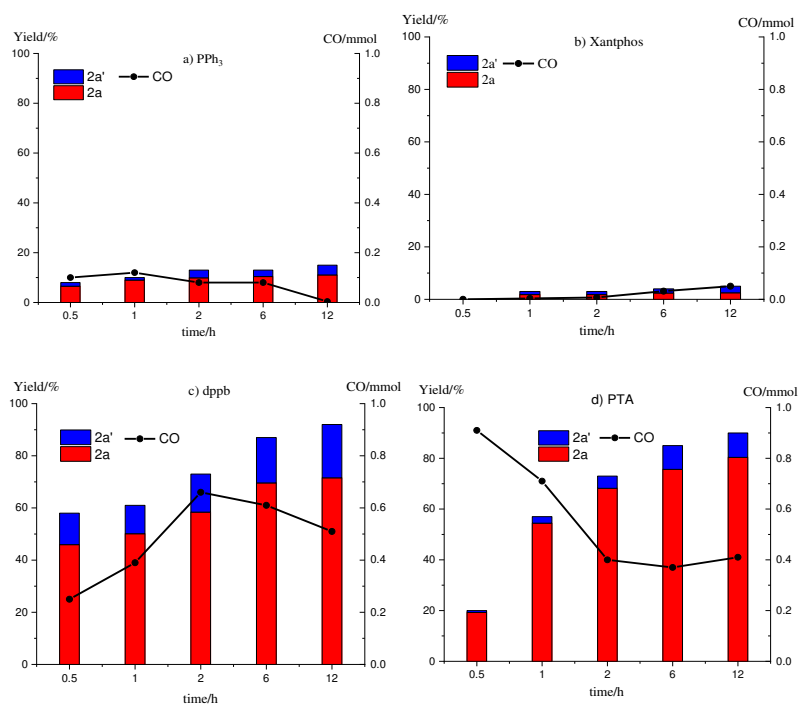 Yield/%
CO/mmol
a) PPh₃
2a' CO
2a
100
80
60
40
20
0
1.0
0.8
0.6
0.4
0.2
0.0
0.5 1 2 6 12
time/h
Yield/%
CO/mmol
b) Xantphos
2a' CO
2a
100
80
60
40
20
0
1.0
0.8
0.6
0.4
0.2
0.0
0.5 1 2 6 12
time/h
Yield/%
CO/mmol
c) dppb
2a' CO
2a
100
80
60
40
20
0
1.0
0.8
0.6
0.4
0.2
0.0
0.5 1 2 6 12
time/h
Yield/%
CO/mmol
d) PTA
2a' CO
2a
100
80
60
40
20
0
1.0
0.8
0.6
0.4
0.2
0.0
0.5 1 2 6 12
time/h